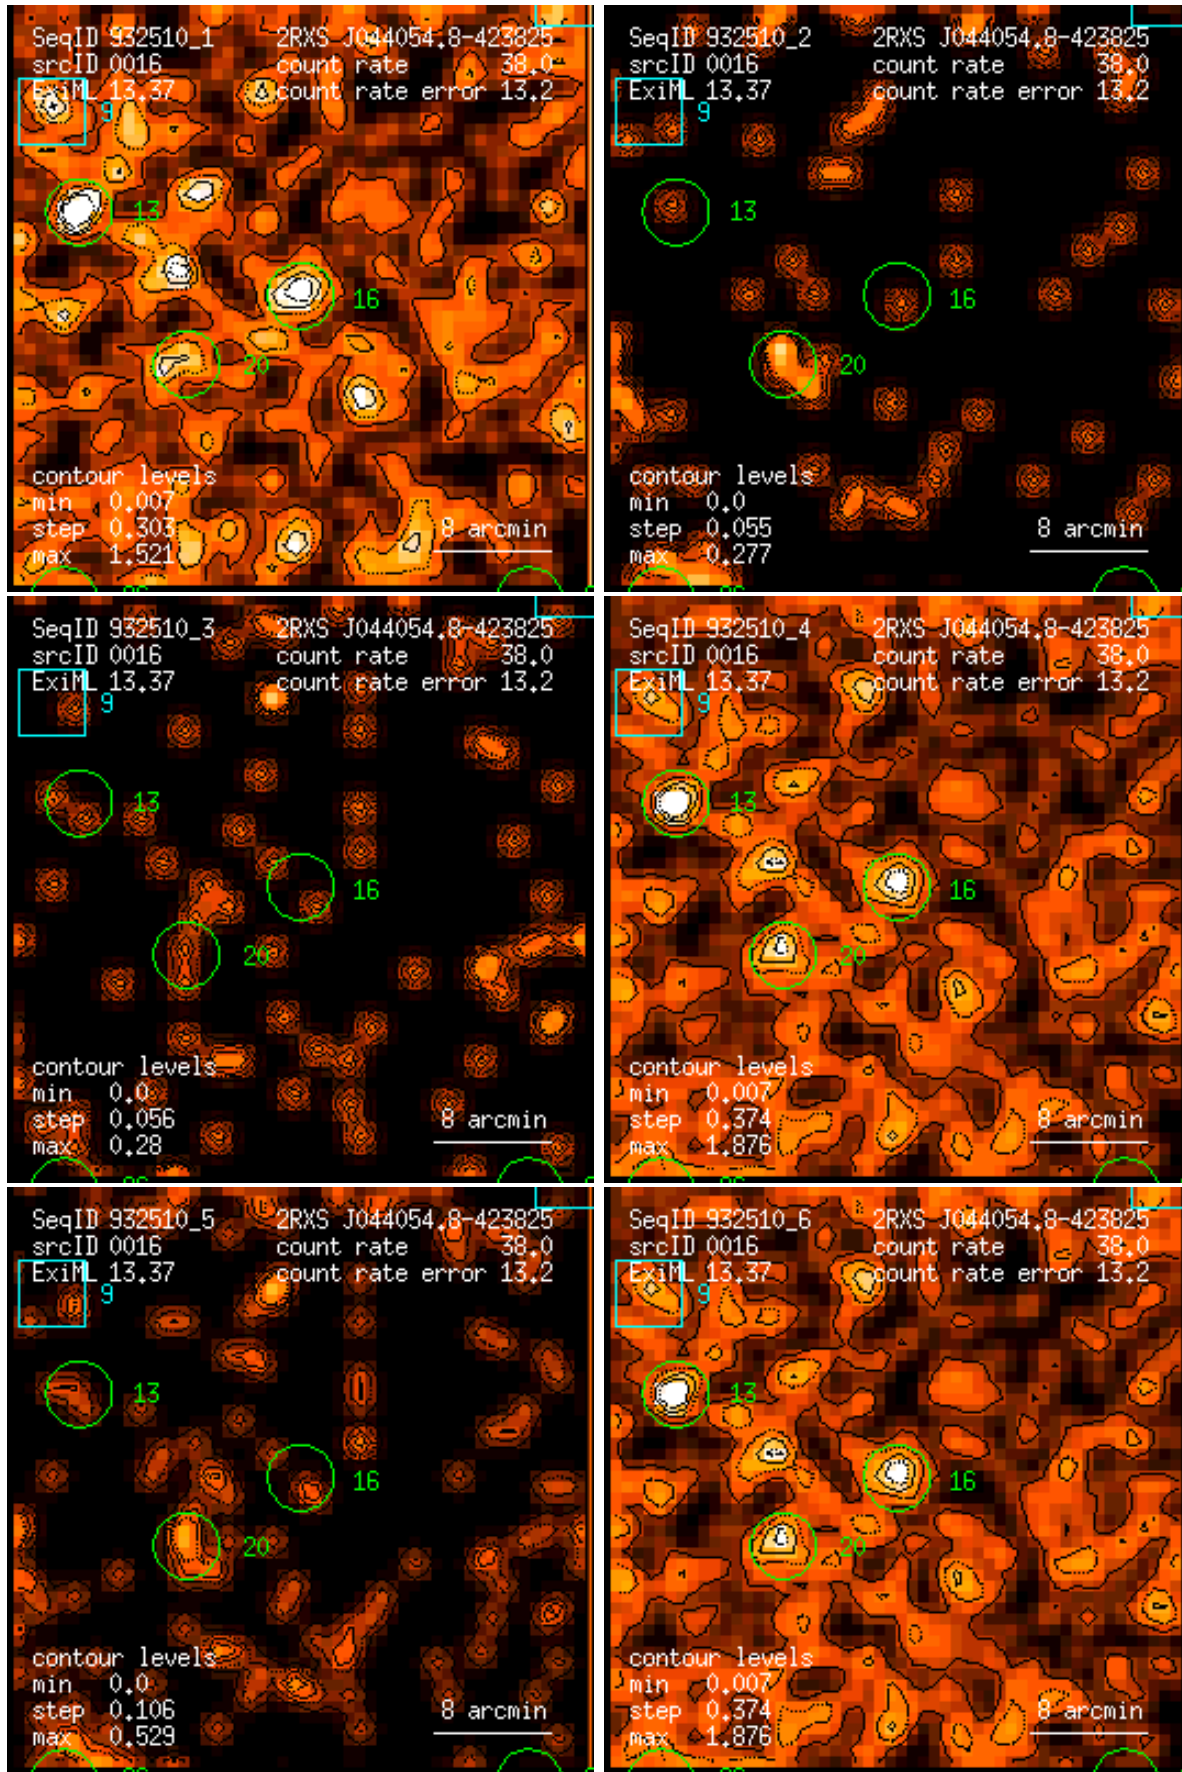 SeqID 932510_1 2RXS J044054.8-423825
srcID 0016 count rate 38.0
ExiML 13.37 count rate error 13.2
9
13
16
20
contour levels
min 0.007
step 0.303
max 1.521
8 arcmin
SeqID 932510_2 2RXS J044054.8-423825
srcID 0016 count rate 38.0
ExiML 13.37 count rate error 13.2
9
13
16
20
contour levels
min 0.0
step 0.055
max 0.277
8 arcmin
SeqID 932510_3 2RXS J044054.8-423825
srcID 0016 count rate 38.0
ExiML 13.37 count rate error 13.2
9
13
16
20
contour levels
min 0.0
step 0.056
max 0.28
8 arcmin
SeqID 932510_4 2RXS J044054.8-423825
srcID 0016 count rate 38.0
ExiML 13.37 count rate error 13.2
9
13
16
20
contour levels
min 0.007
step 0.374
max 1.876
8 arcmin
SeqID 932510_5 2RXS J044054.8-423825
srcID 0016 count rate 38.0
ExiML 13.37 count rate error 13.2
9
13
16
20
contour levels
min 0.0
step 0.106
max 0.529
8 arcmin
SeqID 932510_6 2RXS J044054.8-423825
srcID 0016 count rate 38.0
ExiML 13.37 count rate error 13.2
9
13
16
20
contour levels
min 0.007
step 0.374
max 1.876
8 arcmin